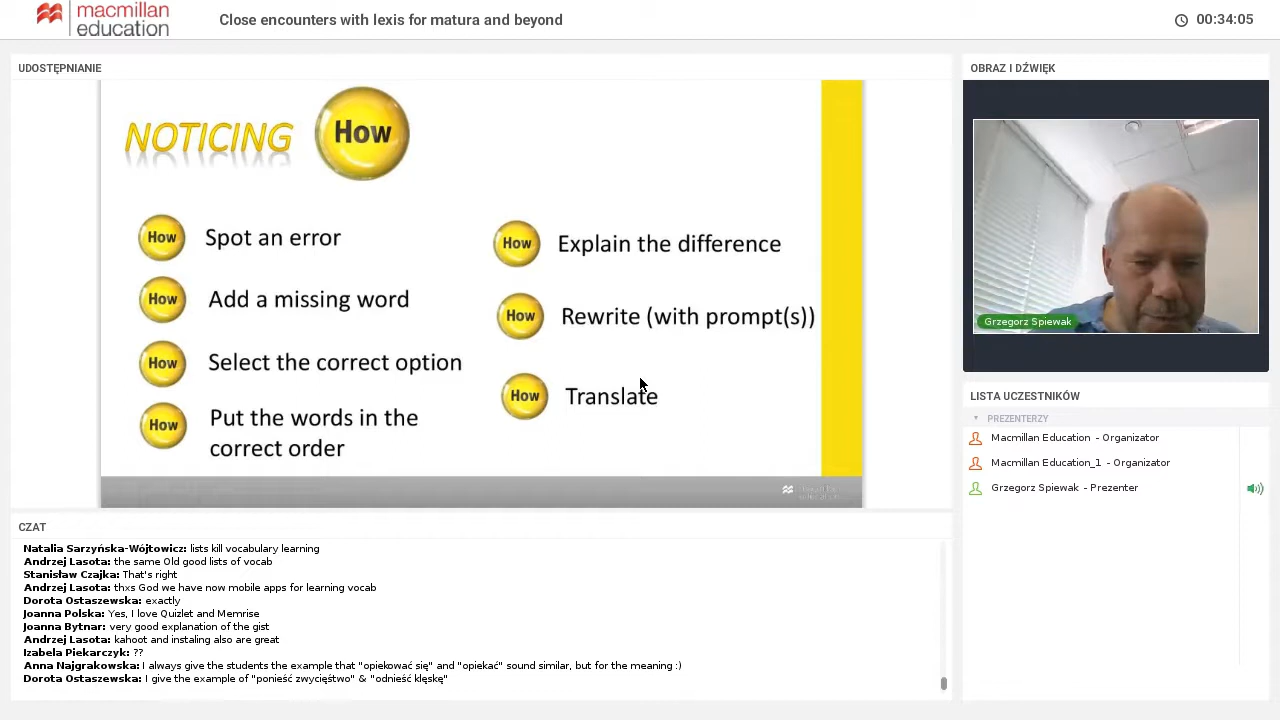 macmillan
education
Close encounters with lexis for matura and beyond
00:34:05
UDOSTĘPNIANIE
NOTICING
How
How
Spot an error
How
Add a missing word
How
Select the correct option
How
Put the words in the
correct order
How
Explain the difference
How
Rewrite (with prompt(s))
How
Translate
OBRAZ I DŹWIĘK
Grzegorz Spiewak
LISTA UCZESTNIKÓW
PREZENTERZY
Macmillan Education - Organizator
Macmillan Education_1 - Organizator
Grzegorz Spiewak - Prezenter
CZAT
Natalia Sarzyńska-Wójtowicz: lists kill vocabulary learning
Andrzej Lasota: the same Old good lists of vocab
Stanisław Czajka: That's right
Andrzej Lasota: thxs God we have now mobile apps for learning vocab
Dorota Ostaszewska: exactly
Joanna Polska: Yes, I love Quizlet and Memrise
Joanna Bytnar: very good explanation of the gist
Andrzej Lasota: kahoot and instaling also are great
Izabela Piekarczyk: ??
Anna Najgrakowska: I always give the students the example that "opiekować się" and "opiekać" sound similar, but for the meaning :)
Dorota Ostaszewska: I give the example of "ponieść zwycięstwo" & "odnieść klęskę"